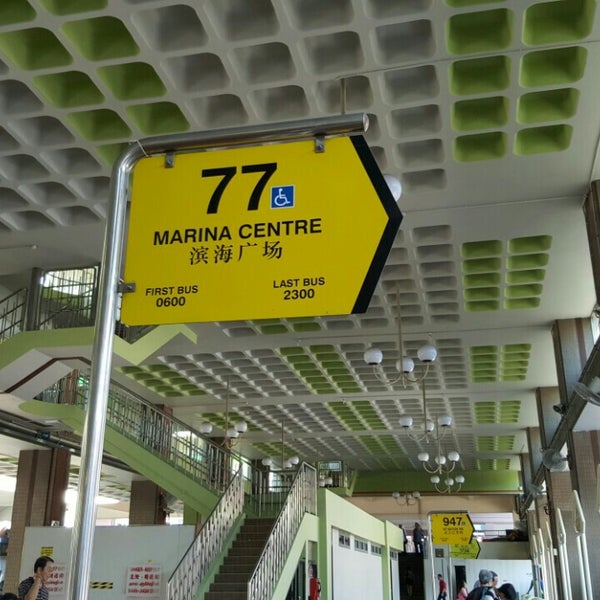 77
MARINA CENTRE
滨海广场
FIRST BUS LAST BUS
0600 2300
947